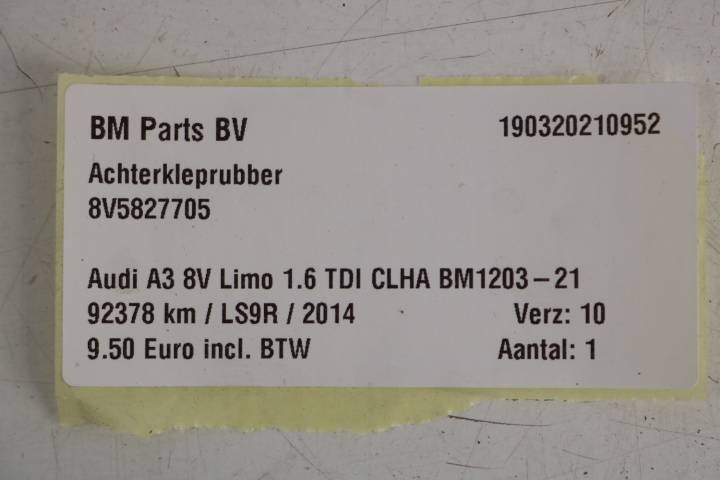 BM Parts BV 190320210952
Achterkleprubber
8V5827705
Audi A3 8V Limo 1.6 TDI CLHA BM1203-21
92378 km / LS9R / 2014 Verz: 10
9.50 Euro incl. BTW Aantal: 1